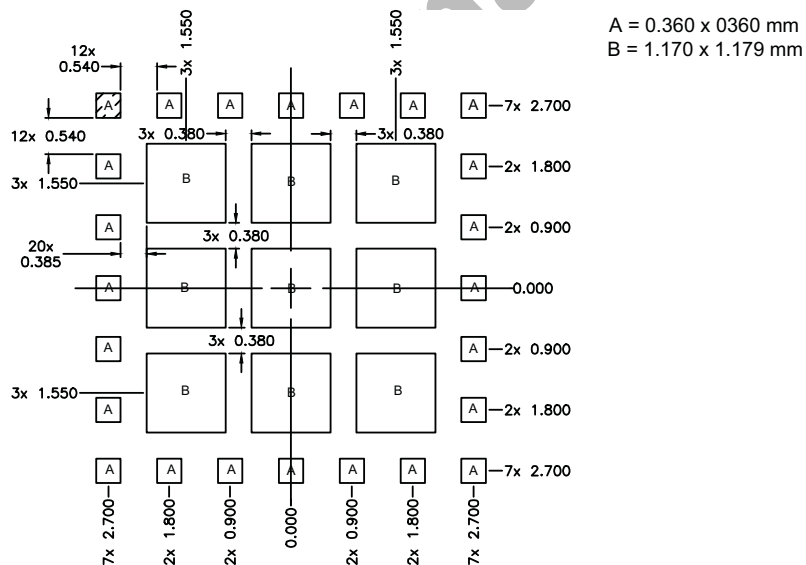 A = 0.360 x 0360 mm
B = 1.170 x 1.179 mm
12x
0.540
3x 1.550
3x 1.550
A A A A A A A 7x 2.700
12x 0.540
3x 0.380
3x 0.380
A
A 2x 1.800
3x 1.550
B B B
A
A 2x 0.900
3x 0.380
20x
0.385
A B B B A 0.000
3x 0.380
A
A 2x 0.900
3x 1.550
B B B
A
A 2x 1.800
A A A A A A A 7x 2.700
7x 2.700
2x 1.800
2x 0.900
0.000
2x 0.900
2x 1.800
7x 2.700